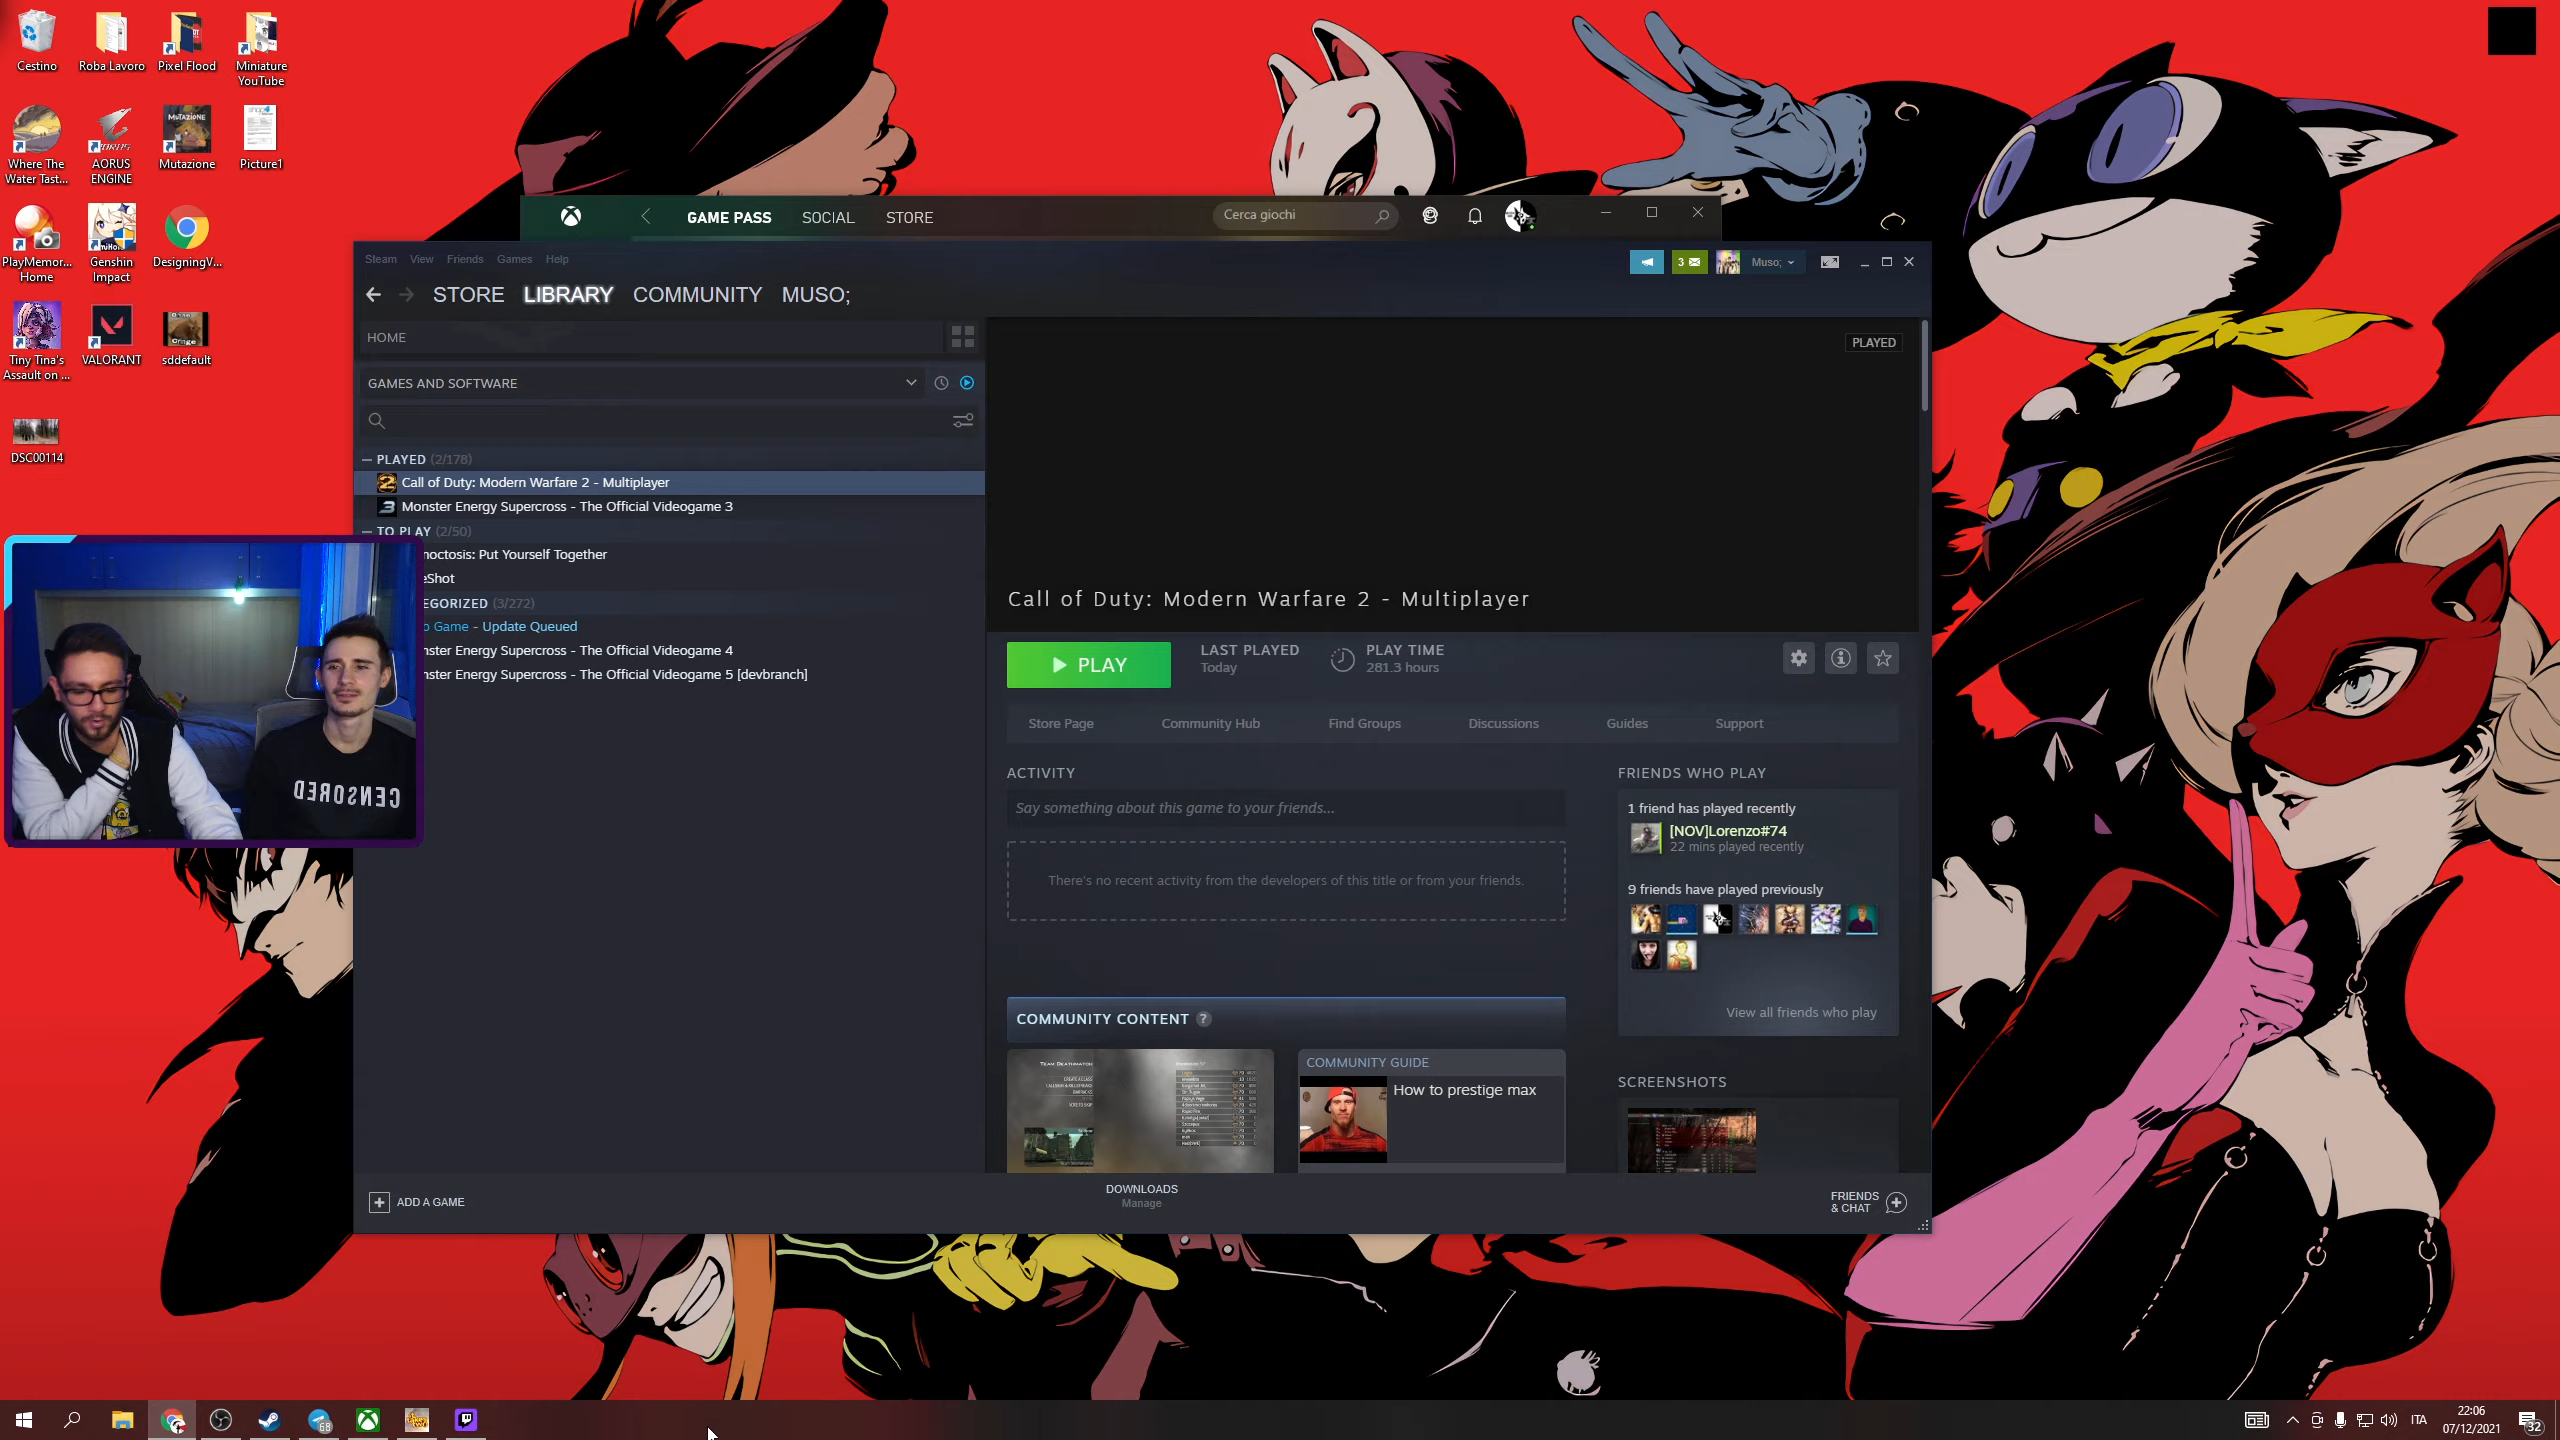 Cestino
Roba Lavoro
Pixel Flood
Miniature
YouTube
Where The
Water Tast...
AORUS
ENGINE
MUTAZIONE
Mutazione
Picture1
PlayMemor...
Home
Genshin
Impact
DesigningV...
Tiny Tina's
Assault on ...
VALORANT
Cringe
sddefault
DSC00114
GAME PASS
SOCIAL
STORE
Cerca giochi
Steam
View
Friends
Games
Help
3
Muso;
STORE
LIBRARY
COMMUNITY
MUSO;
HOME
GAMES AND SOFTWARE
— PLAYED (2/178)
Call of Duty: Modern Warfare 2 - Multiplayer
Monster Energy Supercross - The Official Videogame 3
— TO PLAY (2/50)
noctosis: Put Yourself Together
eShot
EGORIZED (3/272)
o Game - Update Queued
nster Energy Supercross - The Official Videogame 4
nster Energy Supercross - The Official Videogame 5 [devbranch]
CENSORED
PLAYED
Call of Duty: Modern Warfare 2 - Multiplayer
PLAY
LAST PLAYED
Today
PLAY TIME
281.3 hours
Store Page
Community Hub
Find Groups
Discussions
Guides
Support
ACTIVITY
Say something about this game to your friends...
There's no recent activity from the developers of this title or from your friends.
FRIENDS WHO PLAY
1 friend has played recently
[NOV]Lorenzo#74
22 mins played recently
9 friends have played previously
View all friends who play
COMMUNITY CONTENT ?
TEAM DEATHMATCH
COMMUNITY GUIDE
How to prestige max
SCREENSHOTS
ADD A GAME
DOWNLOADS
Manage
FRIENDS
& CHAT
68
ITA
22:06
07/12/2021
32